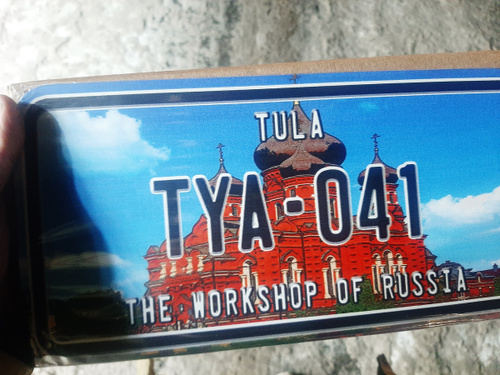 TULA
TYA-041
THE WORKSHOP OF RUSSIA